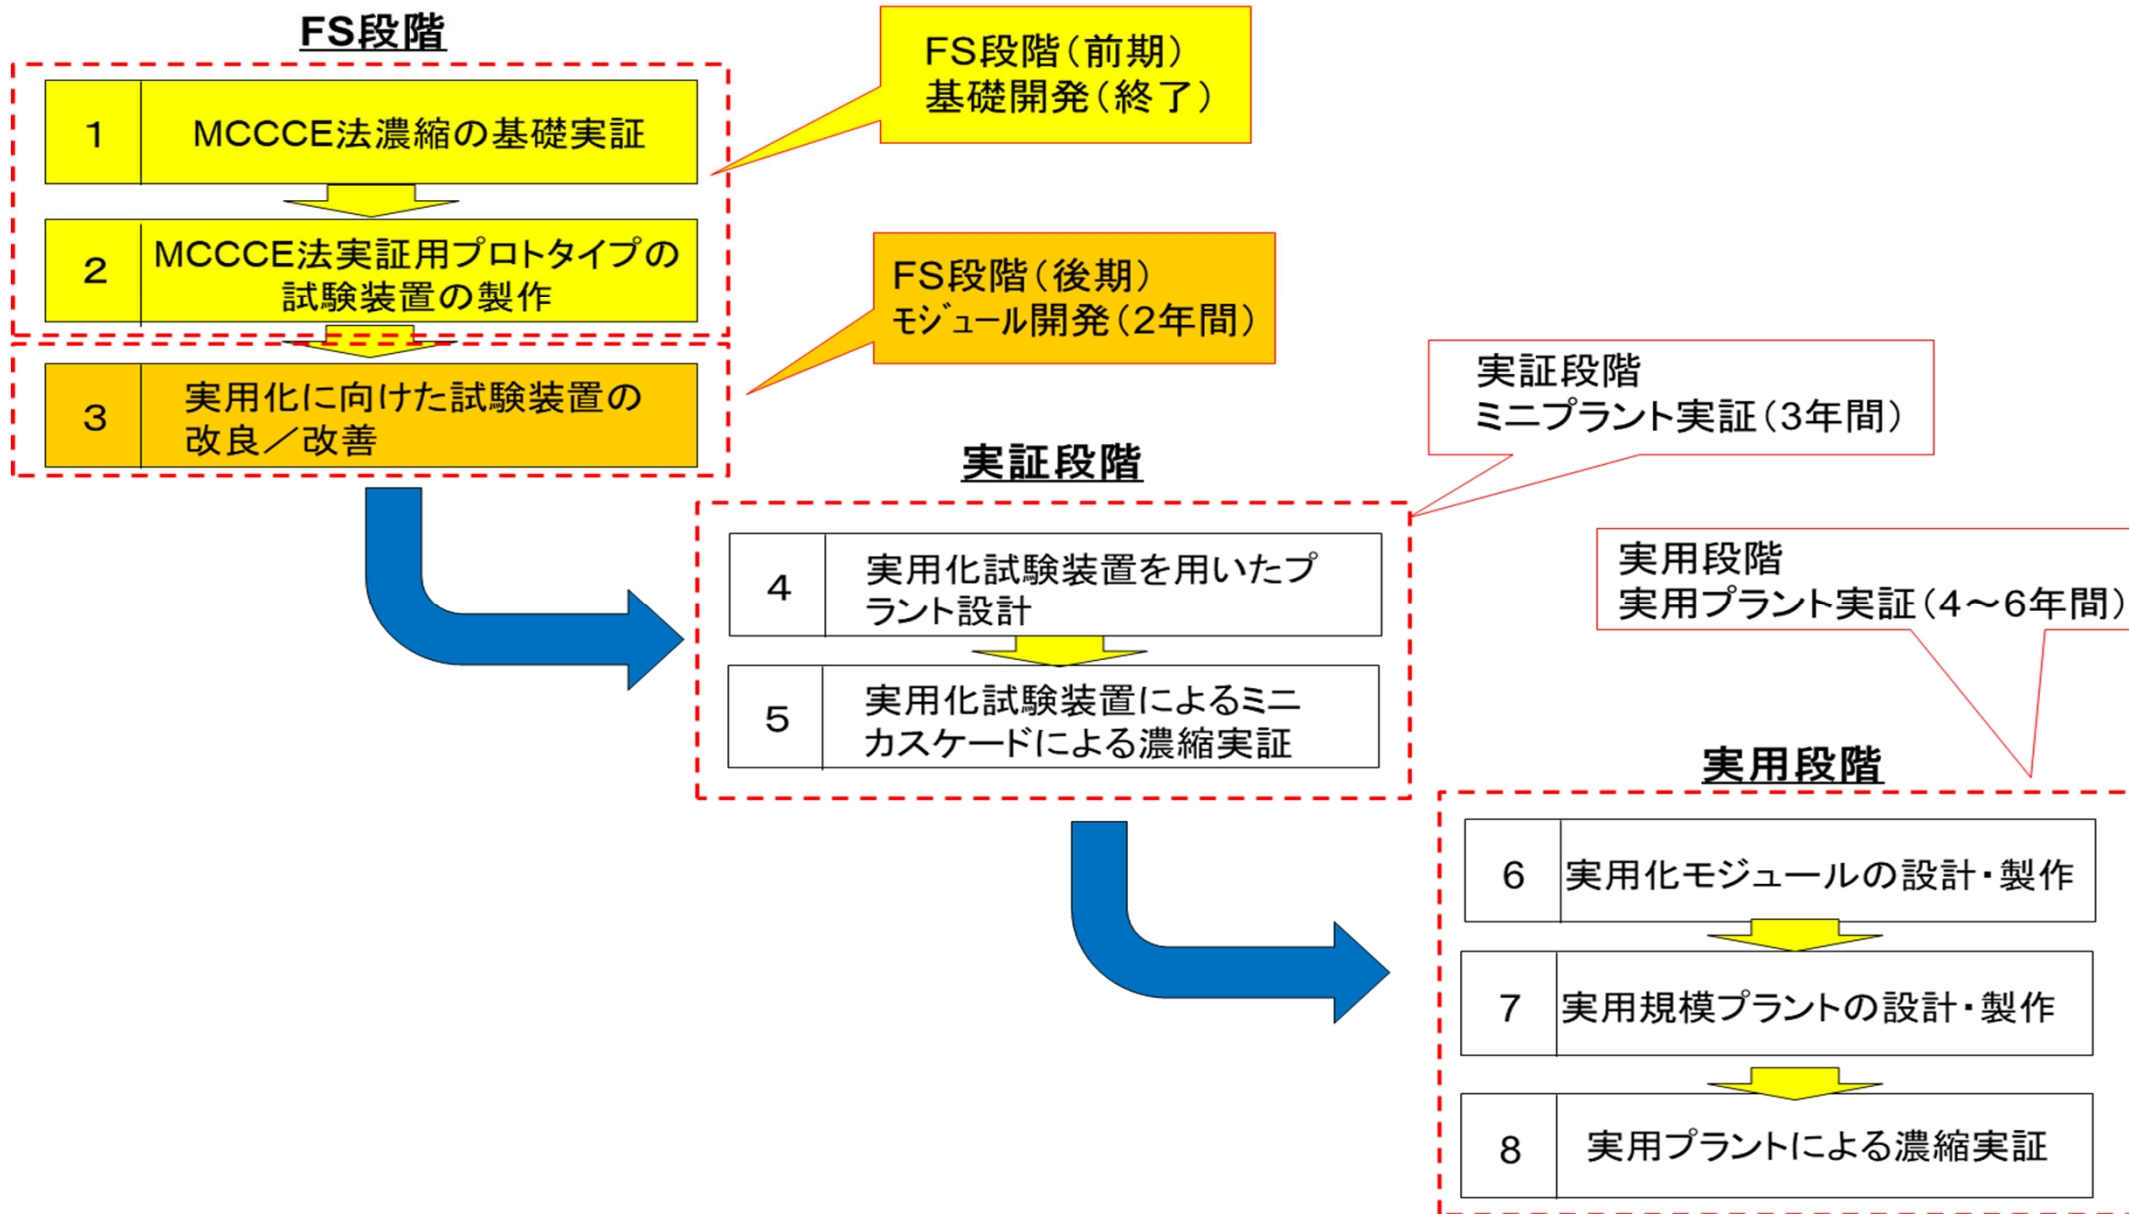 FS段階
FS段階(前期)
基礎開発(終了)
1
MCCCE法濃縮の基礎実証
2
MCCCE法実証用プロトタイプの
試験装置の製作
FS段階(後期)
モジュール開発(2年間)
3
実用化に向けた試験装置の
改良/改善
実証段階
ミニプラント実証(3年間)
実証段階
4
実用化試験装置を用いたプ
ラント設計
5
実用化試験装置によるミニ
カスケードによる濃縮実証
実用段階
実用プラント実証(4～6年間)
実用段階
6
実用化モジュールの設計・製作
7
実用規模プラントの設計・製作
8
実用プラントによる濃縮実証